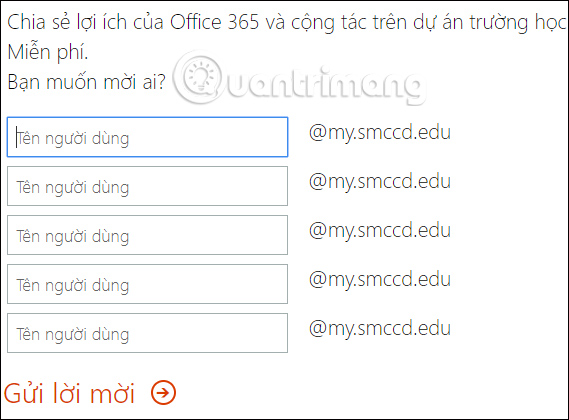 Chia sẻ lợi ích của Office 365 và cộng tác trên dự án trường học
Miễn phí.
Bạn muốn mời ai?
Quantrimang
Tên người dùng @my.smccd.edu
Tên người dùng @my.smccd.edu
Tên người dùng @my.smccd.edu
Tên người dùng @my.smccd.edu
Tên người dùng @my.smccd.edu
Gửi lời mời